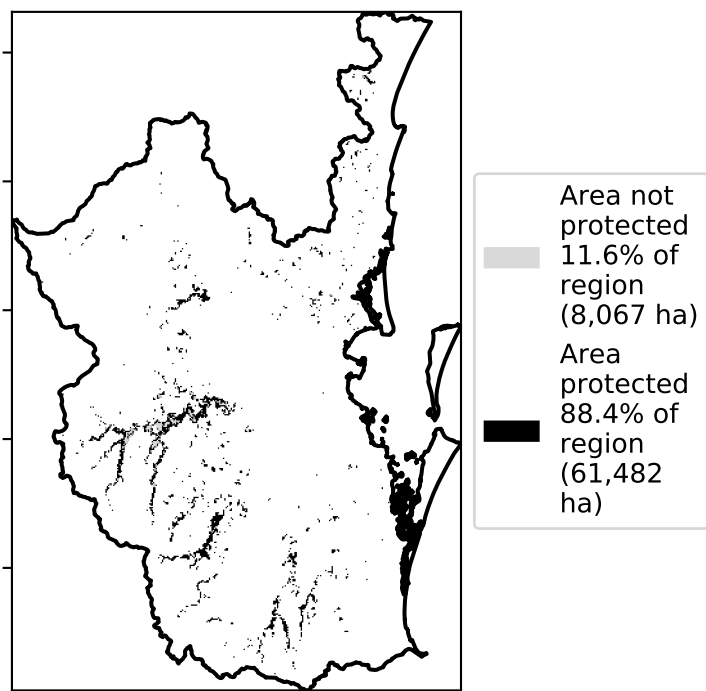 Area not
protected
11.6% of
region
(8,067 ha)
Area
protected
88.4% of
region
(61,482
ha)